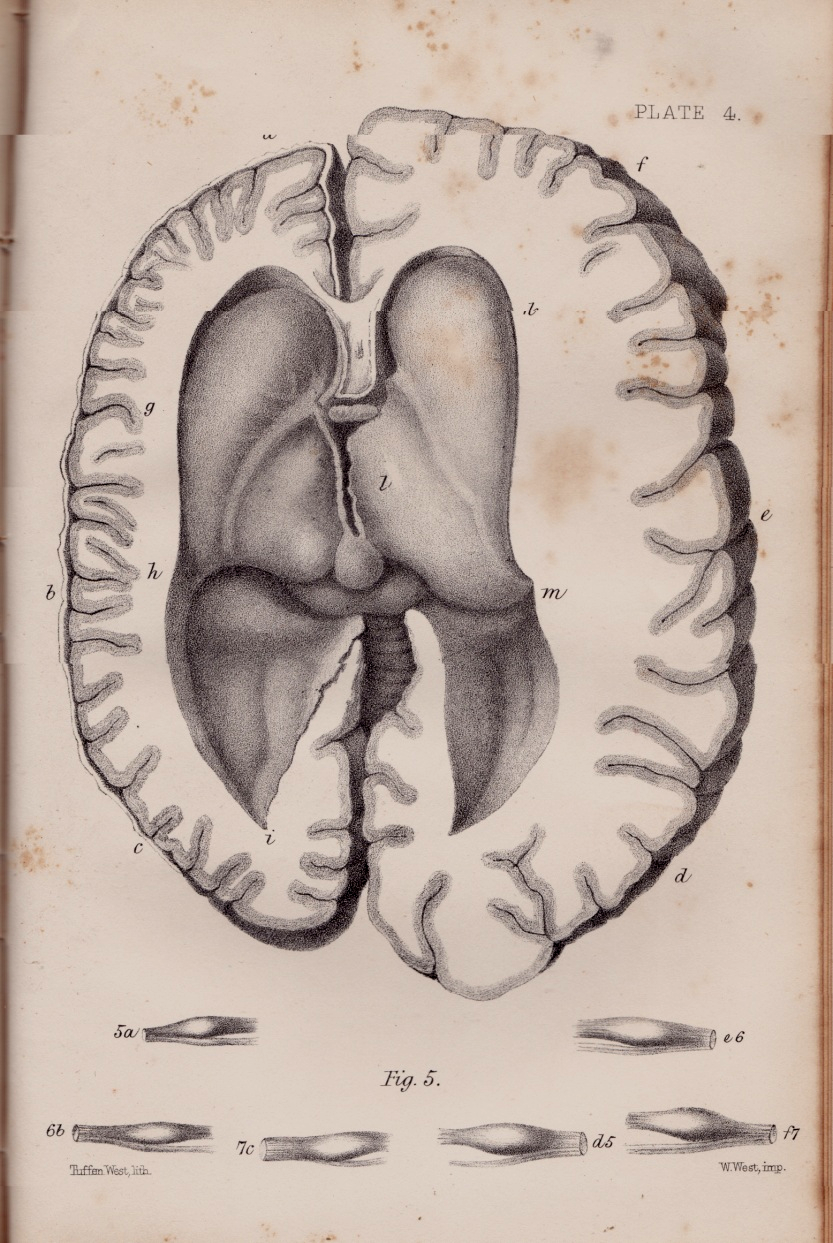 PLATE 4.
a
f
k
g
l
e
h
b
m
i
c
d
5a
e6
Fig. 5.
6b
7c
d5
f7
Tuffen West, lith.
W. West, imp.